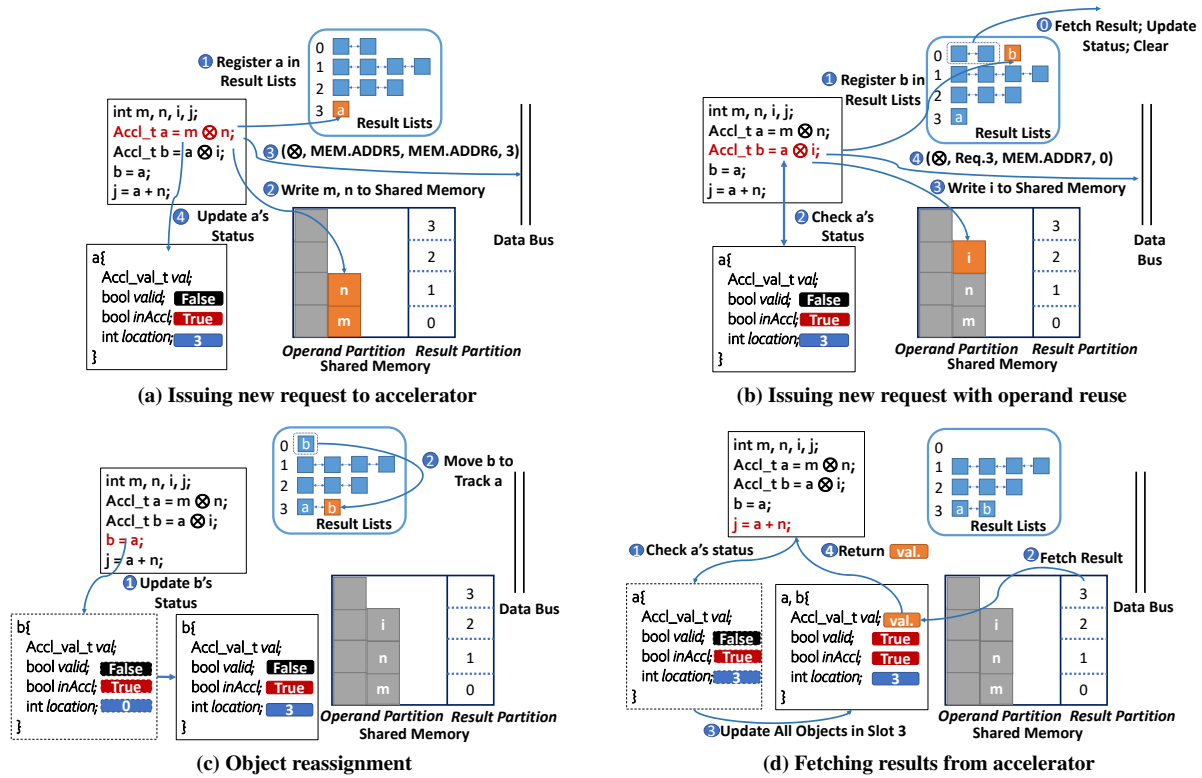 1 Register a in
Result Lists
0
1
2
3 a
Result Lists
int m, n, i, j;
Accl_t a = m ⊗ n;
Accl_t b = a ⊗ i;
b = a;
j = a + n;
3 (⊗, MEM.ADDR5, MEM.ADDR6, 3)
2 Write m, n to Shared Memory
4 Update a's
Status
Data Bus
a{
Accl_val_t val;
bool valid; False
bool inAccl; True
int location; 3
}
n
m
3
2
1
0
Operand Partition Result Partition
Shared Memory
(a) Issuing new request to accelerator
0 Fetch Result; Update
Status; Clear
1 Register b in
Result Lists
0 b
1
2
3 a
Result Lists
int m, n, i, j;
Accl_t a = m ⊗ n;
Accl_t b = a ⊗ i;
b = a;
j = a + n;
4 (⊗, Req.3, MEM.ADDR7, 0)
3 Write i to Shared Memory
2 Check a's
Status
Data
Bus
a{
Accl_val_t val;
bool valid; False
bool inAccl; True
int location; 3
}
i
n
m
3
2
1
0
Operand Partition Result Partition
Shared Memory
(b) Issuing new request with operand reuse
0 b
1
2
3 a b
Result Lists
2 Move b to
Track a
int m, n, i, j;
Accl_t a = m ⊗ n;
Accl_t b = a ⊗ i;
b = a;
j = a + n;
1 Update b's
Status
Data Bus
b{
Accl_val_t val;
bool valid; False
bool inAccl; True
int location; 0
}
b{
Accl_val_t val;
bool valid; False
bool inAccl; True
int location; 3
}
i
n
m
3
2
1
0
Operand Partition Result Partition
Shared Memory
(c) Object reassignment
int m, n, i, j;
Accl_t a = m ⊗ n;
Accl_t b = a ⊗ i;
b = a;
j = a + n;
0
1
2
3 a b
Result Lists
1 Check a's status
4 Return val.
2 Fetch Result
Data Bus
a{
Accl_val_t val;
bool valid; False
bool inAccl; True
int location; 3
}
a, b{
Accl_val_t val; val.
bool valid; True
bool inAccl; True
int location; 3
}
i
n
m
3
2
1
0
Operand Partition Result Partition
Shared Memory
3 Update All Objects in Slot 3
(d) Fetching results from accelerator